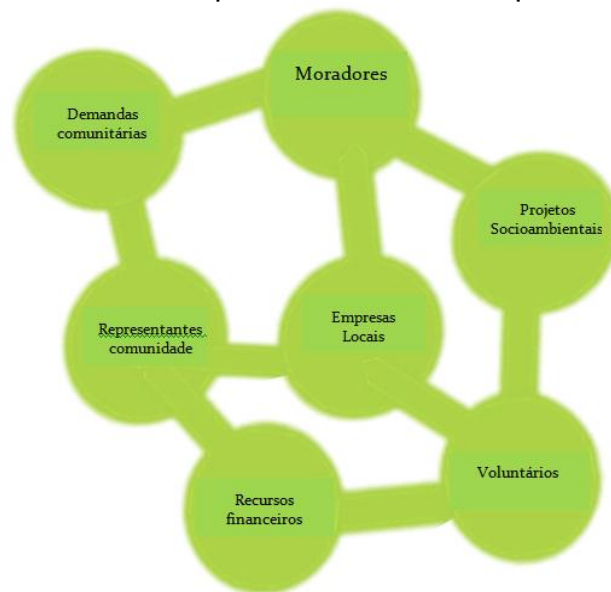 Moradores
Demandas
comunitárias
Projetos
Socioambientais
Representantes
comunidade
Empresas
Locais
Voluntários
Recursos
financeiros